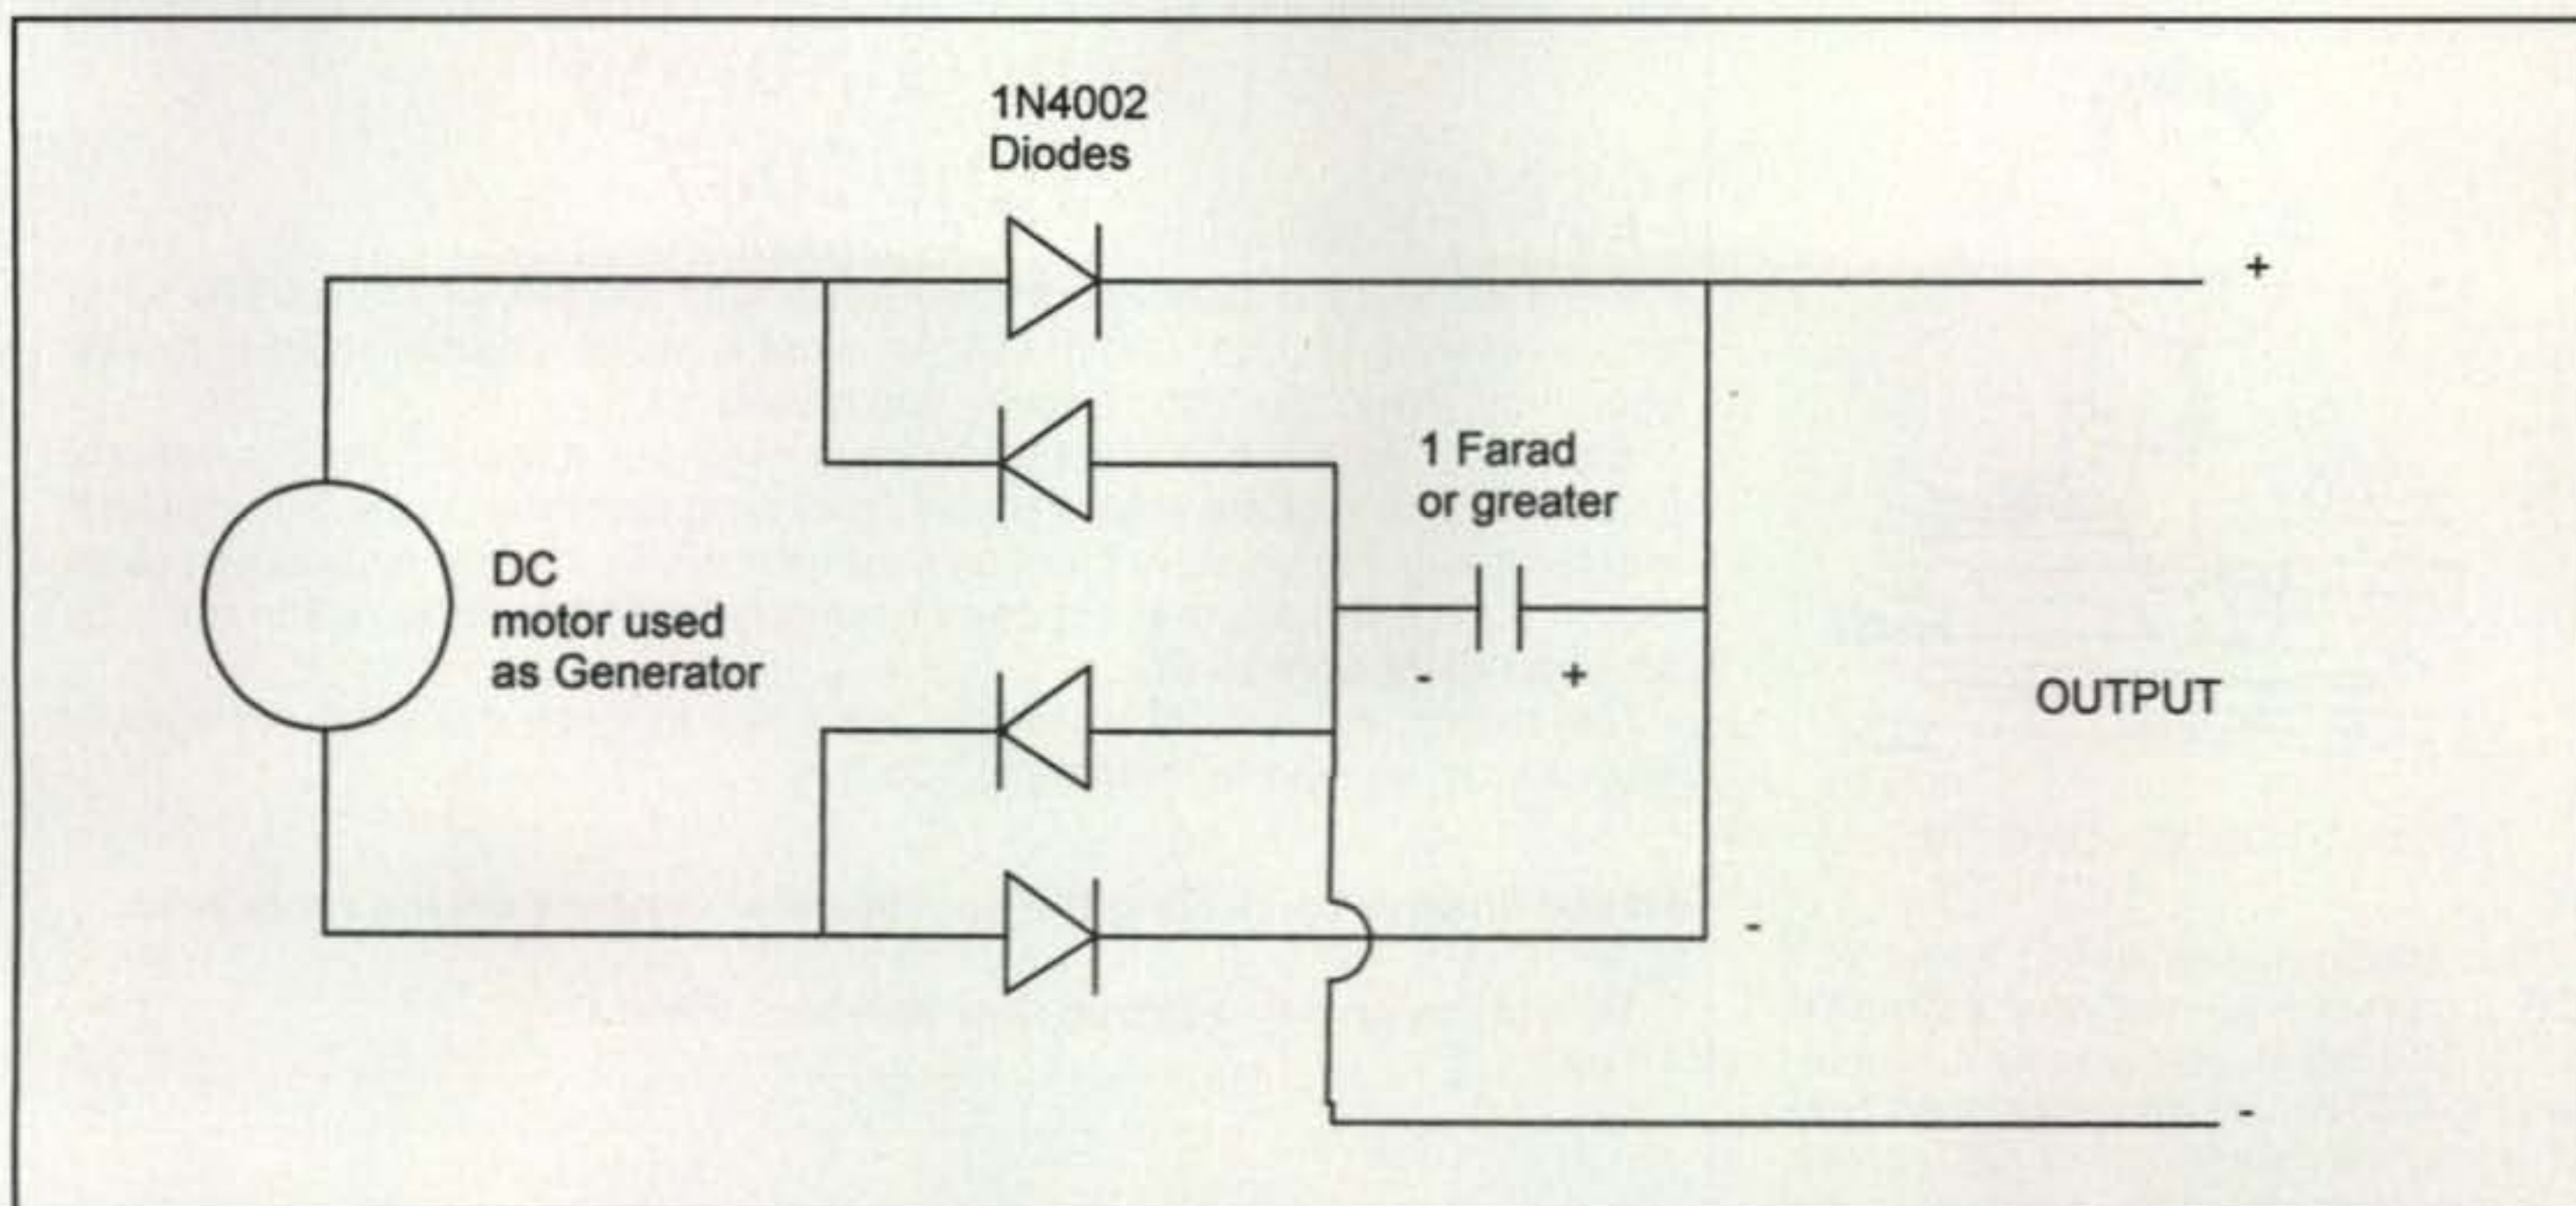 1N4002
Diodes
+
1 Farad
or greater
DC
motor used
as Generator
- +
OUTPUT
-
-